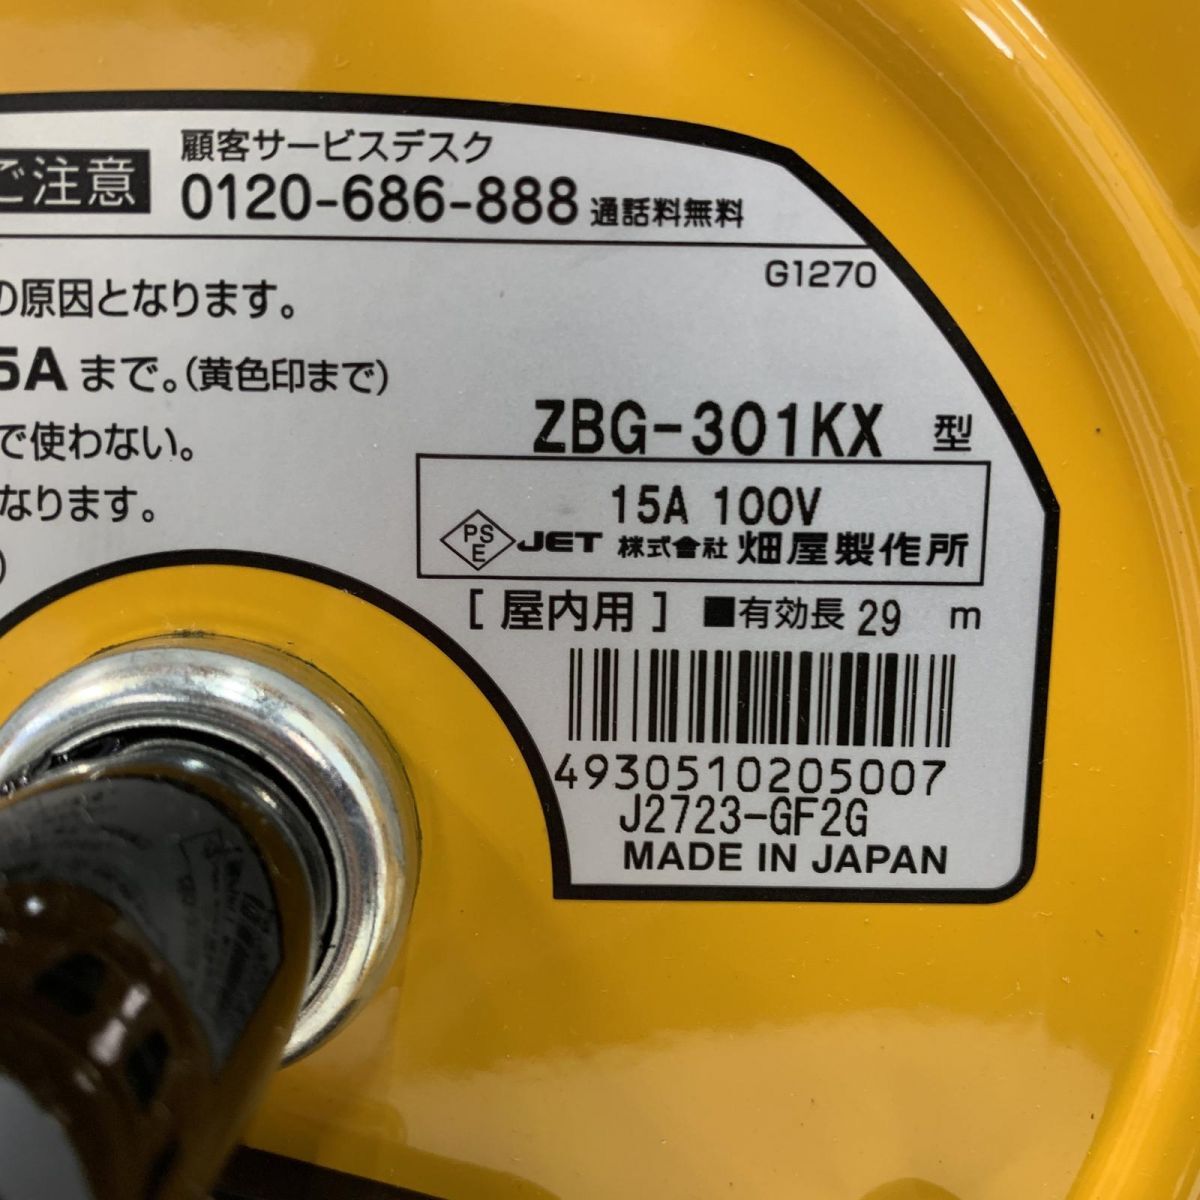 ご注意
顧客サービスデスク
0120-686-888 通話料無料
G1270
の原因となります。
5Aまで。(黄色印まで)
で使わない。
なります。
)
ZBG-301KX 型
15A 100V
PS
E
JET 株式會社 畑屋製作所
[ 屋内用 ] ■有効長 29 m
4930510205007
J2723-GF2G
MADE IN JAPAN